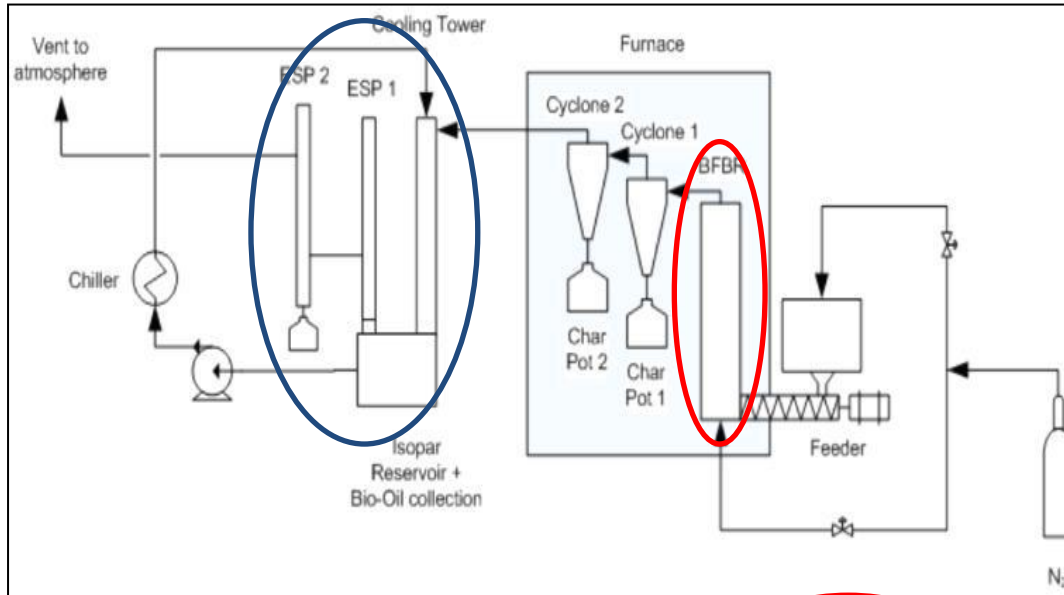 Cooling Tower
Vent to
atmosphere
ESP 2
ESP 1
Furnace
Cyclone 2
Cyclone 1
BFBR
Chiller
Char
Pot 2
Char
Pot 1
Feeder
Isopar
Reservoir +
Bio-Oil collection
N₂